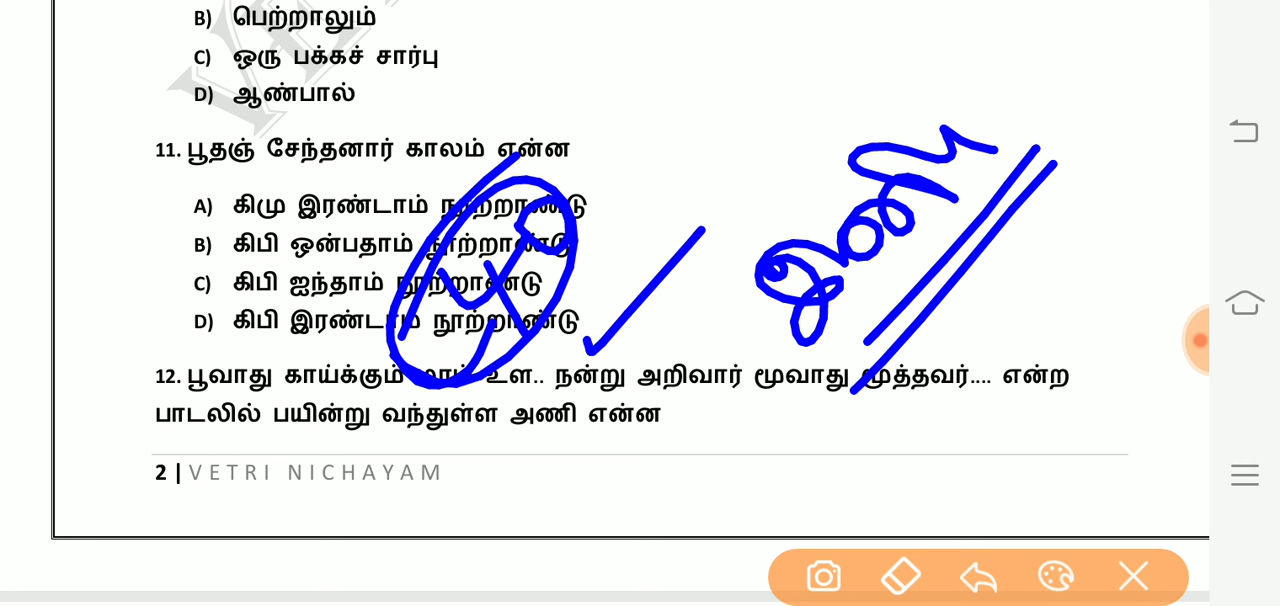 B) பெற்றாலும்
C) ஒரு பக்கச் சார்பு
D) ஆண்பால்
11. பூதஞ் சேந்தனார் காலம் என்ன
A) கிமு இரண்டாம் நூற்றாண்டு
B) கிபி ஒன்பதாம் நூற்றாண்டு
C) கிபி ஐந்தாம் நூற்றாண்டு
D) கிபி இரண்டாம் நூற்றாண்டு
12. பூவாது காய்க்கும் மரம் உள.. நன்று அறிவார் மூவாது மூத்தவர்.... என்ற
பாடலில் பயின்று வந்துள்ள அணி என்ன
2 | VETRI NICHAYAM